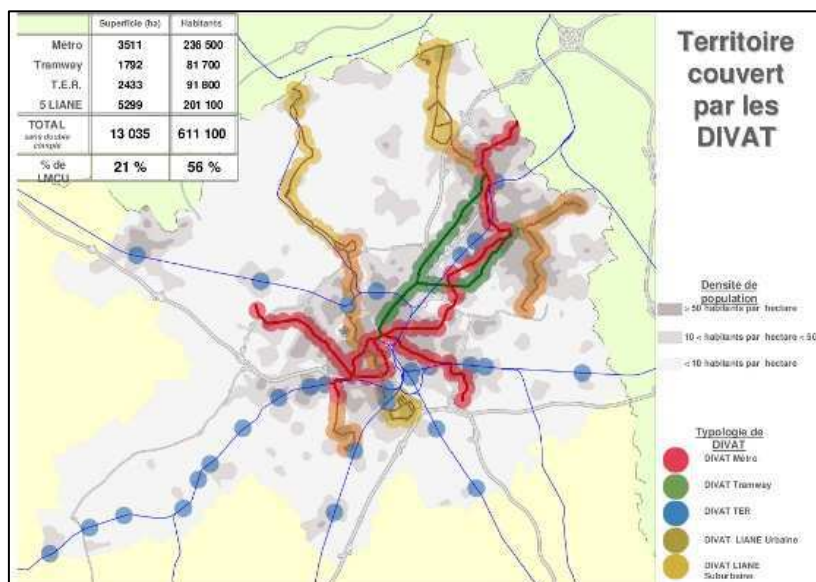 Superficie (ha) Habitants
Métro 3511 236 500
Tramway 1792 81 700
T.E.R. 2433 91 800
5 LIANE 5299 201 100
TOTAL
sans double
compte
13 035 611 100
% de
LMCU
21 % 56 %
Territoire
couvert
par les
DIVAT
Densité de
population
> 50 habitants par hectare
10 < habitants par hectare < 50
< 10 habitants par hectare
Typologie de
DIVAT
DIVAT Métro
DIVAT Tramway
DIVAT TER
DIVAT LIANE Urbaine
DIVAT LIANE
Suburbaine